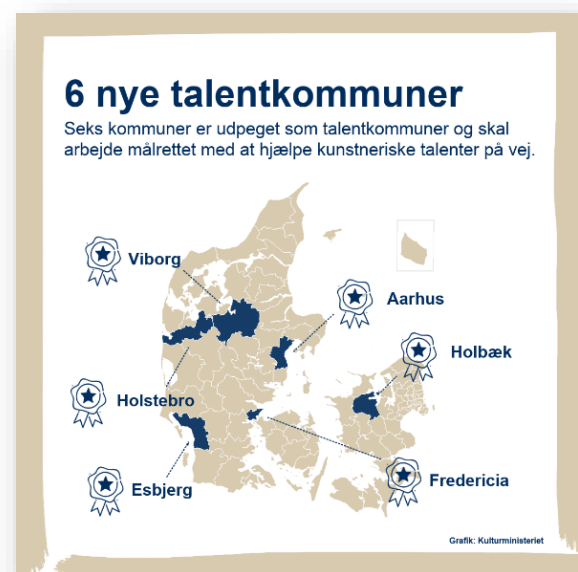 6 nye talentkommuner
Seks kommuner er udpeget som talentkommuner og skal
arbejde målrettet med at hjælpe kunstneriske talenter på vej.
Viborg
Aarhus
Holbæk
Holstebro
Fredericia
Esbjerg
Grafik: Kulturministeriet